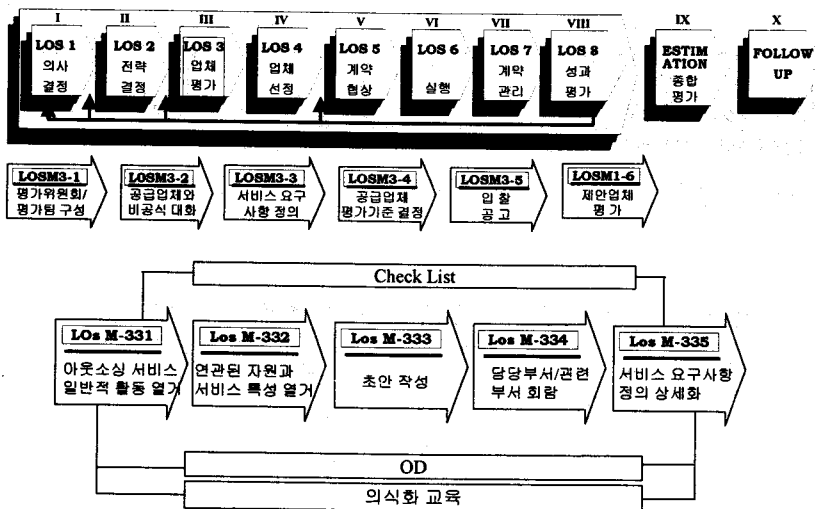 I II III IV V VI VII VIII IX X
LOS 1
의사
결정
LOS 2
전략
결정
LOS 3
업체
평가
LOS 4
업체
선정
LOS 5
계약
협상
LOS 6
실행
LOS 7
계약
관리
LOS 8
성과
평가
ESTIM
ATION
종합
평가
FOLLOW
UP
LOSM3-1
평가위원회/
평가팀 구성
LOSM3-2
공급업체와
비공식 대화
LOSM3-3
서비스 요구
사항 정의
LOSM3-4
공급업체
평가기준 결정
LOSM3-5
입 찰
공 고
LOSM1-6
제안업체
평 가
Check List
LOs M-331
아웃소싱 서비스
일반적 활동 열거
Los M-332
연관된 자원과
서비스 특성 열거
Los M-333
초안 작성
Los M-334
담당부서/관련
부서 회람
Los M-335
서비스 요구사항
정의 상세화
OD
의식화 교육